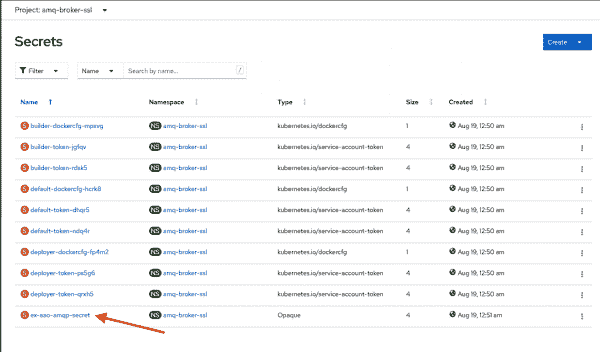 Project: amq-broker-ssl
Secrets
Create
Filter Name Search by name... /
Name Namespace Type Size Created
S builder-dockercfg-mpsvg NS amq-broker-ssl kubernetes.io/dockercfg 1 Aug 19, 12:50 am
S builder-token-jgfqv NS amq-broker-ssl kubernetes.io/service-account-token 4 Aug 19, 12:50 am
S builder-token-rdsk5 NS amq-broker-ssl kubernetes.io/service-account-token 4 Aug 19, 12:50 am
S default-dockercfg-hcrk8 NS amq-broker-ssl kubernetes.io/dockercfg 1 Aug 19, 12:50 am
S default-token-dhqr5 NS amq-broker-ssl kubernetes.io/service-account-token 4 Aug 19, 12:50 am
S default-token-ndq4r NS amq-broker-ssl kubernetes.io/service-account-token 4 Aug 19, 12:50 am
S deployer-dockercfg-fp4m2 NS amq-broker-ssl kubernetes.io/dockercfg 1 Aug 19, 12:50 am
S deployer-token-px5g6 NS amq-broker-ssl kubernetes.io/service-account-token 4 Aug 19, 12:50 am
S deployer-token-qrxh5 NS amq-broker-ssl kubernetes.io/service-account-token 4 Aug 19, 12:50 am
S ex-aao-amqp-secret NS amq-broker-ssl Opaque 4 Aug 19, 12:51 am